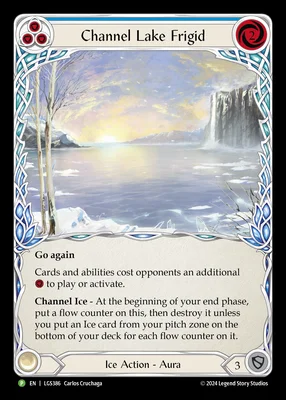 Channel Lake Frigid
Go again
Cards and abilities cost opponents an additional
to play or activate.
Channel Ice - At the beginning of your end phase,
put a flow counter on this, then destroy it unless
you put an Ice card from your pitch zone on the
bottom of your deck for each flow counter on it.
Ice Action - Aura
3
P EN | LGS386 Carlos Cruchaga
© 2024 Legend Story Studios